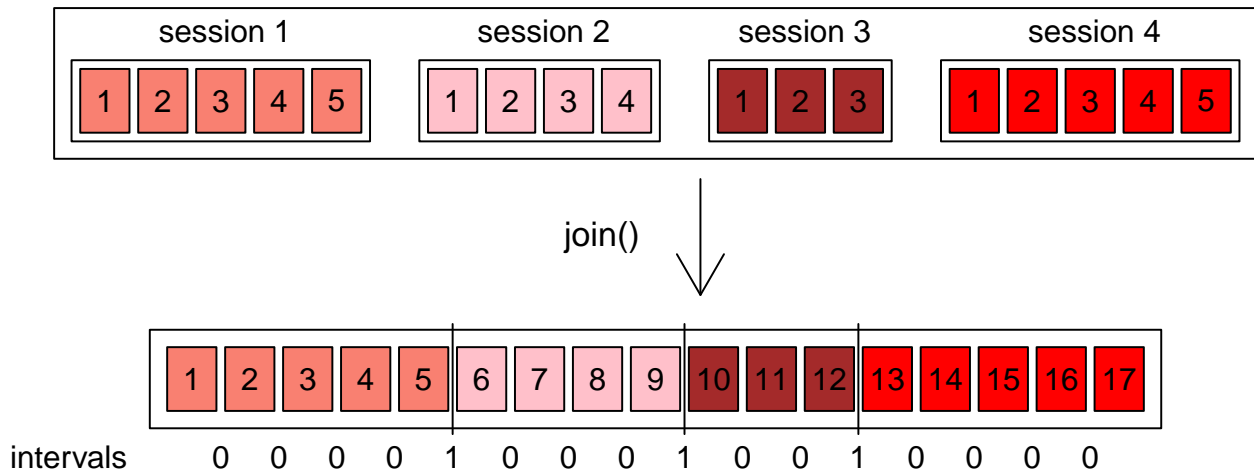 session 1 session 2 session 3 session 4
1 2 3 4 5 1 2 3 4 1 2 3 1 2 3 4 5
join()
1 2 3 4 5 6 7 8 9 10 11 12 13 14 15 16 17
intervals 0 0 0 0 1 0 0 0 1 0 0 1 0 0 0 0